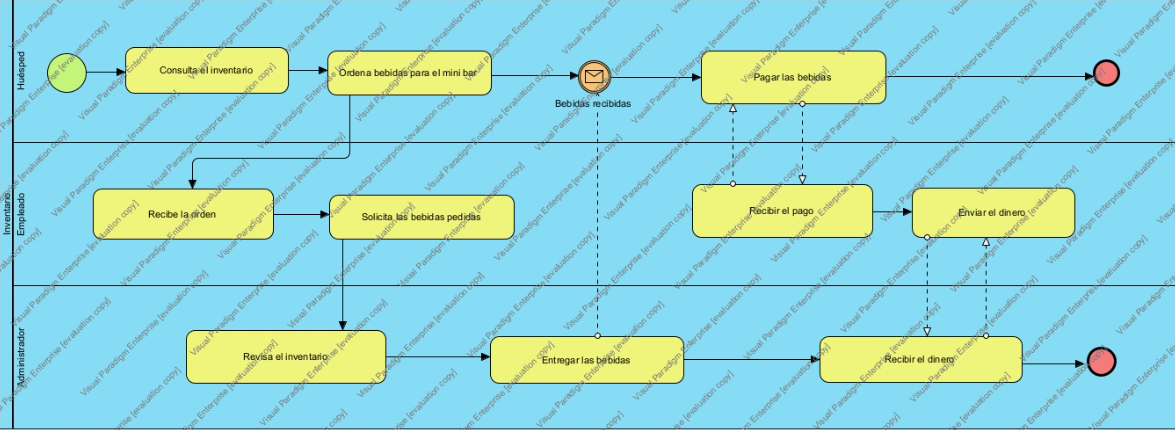 Inventario
Huésped
Consulta el inventario
Ordena bebidas para el mini bar
Bebidas recibidas
Pagar las bebidas
Empleado
Recibe la orden
Solicita las bebidas pedidas
Recibir el pago
Enviar el dinero
Administrador
Revisa el inventario
Entregar las bebidas
Recibir el dinero
Visual Paradigm Enterprise [evaluation copy]